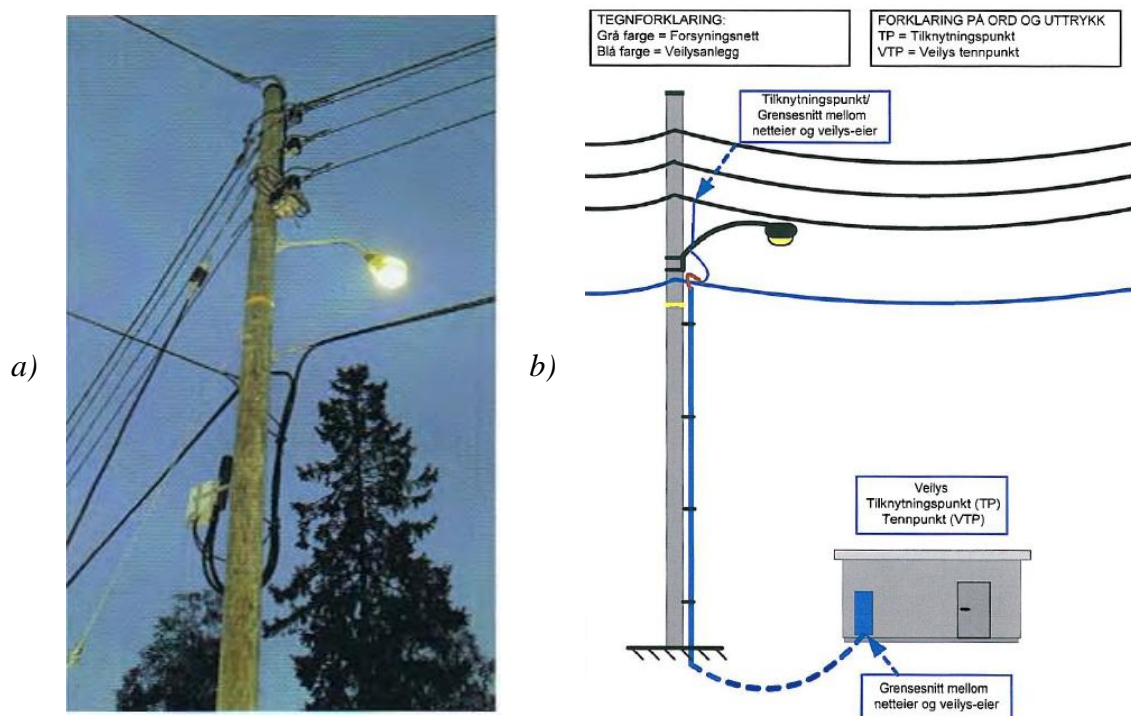 TEGNFORKLARING:
Grå farge = Forsyningsnett
Blå farge = Veilysanlegg
FORKLARING PÅ ORD OG UTTRYKK
TP = Tilknytningspunkt
VTP = Veilys tennpunkt
Tilknytningspunkt/
Grensesnitt mellom
netteier og veilys-eier
a)
b)
Veilys
Tilknytningspunkt (TP)
Tennpunkt (VTP)
Grensesnitt mellom
netteier og veilys-eier